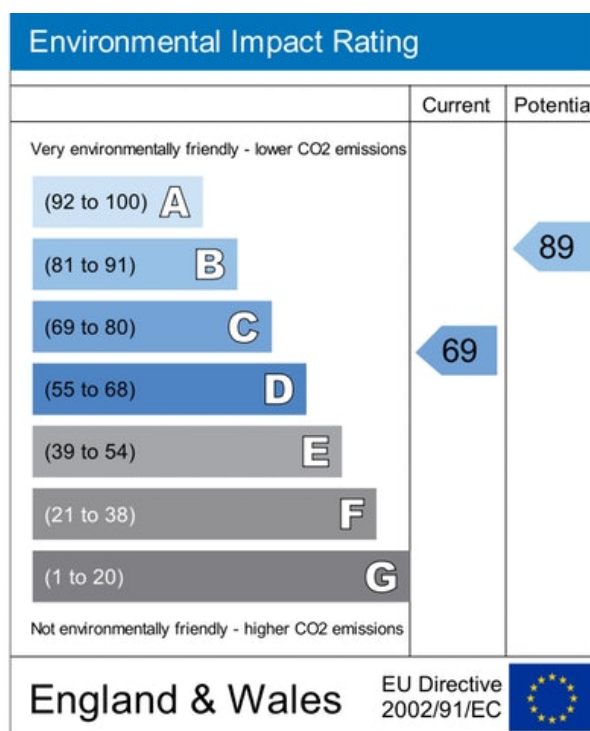 Environmental Impact Rating
Current Potentia
Very environmentally friendly - lower CO2 emissions
(92 to 100) A
(81 to 91) B
89
(69 to 80) C
69
(55 to 68) D
(39 to 54) E
(21 to 38) F
(1 to 20) G
Not environmentally friendly - higher CO2 emissions
England & Wales
EU Directive
2002/91/EC